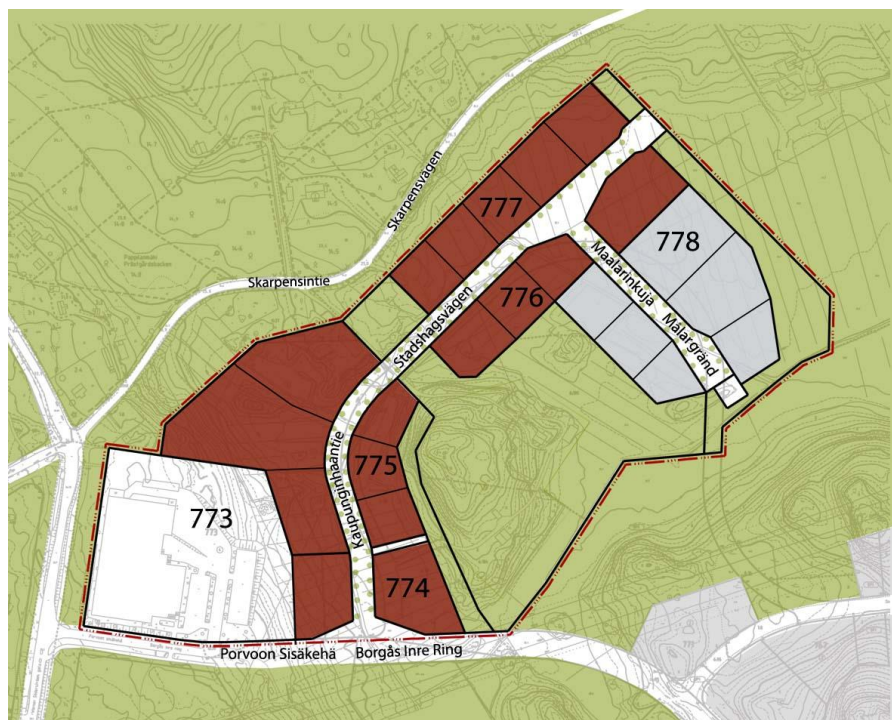 Skarpensvägen
777
778
Skarpensintie
776
Maalarinkuja
Målargränd
Stadshagsvägen
775
773
Kaupunginhaantie
774
Porvoon Sisäkehä
Borgås Inre Ring